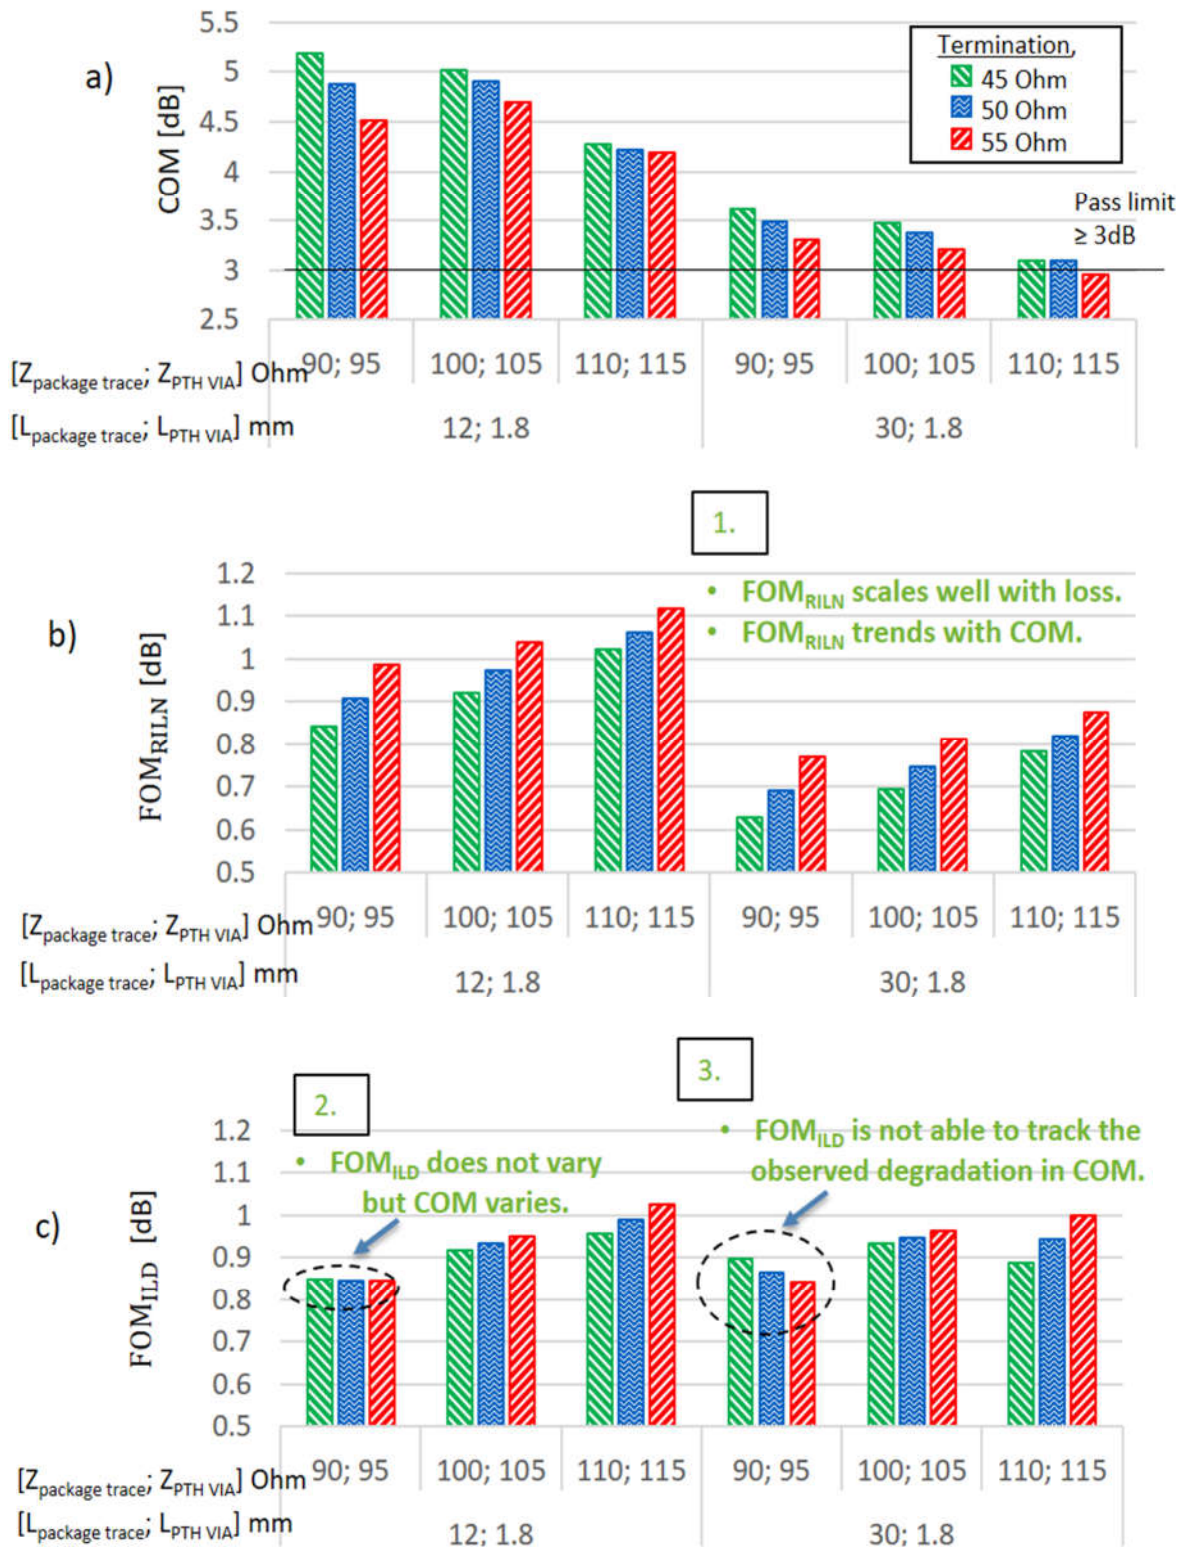 a)
COM [dB]
5.5
5
4.5
4
3.5
3
2.5
Termination,
45 Ohm
50 Ohm
55 Ohm
Pass limit
≥ 3dB
[Zpackage trace; ZPTH VIA] Ohm
90; 95 100; 105 110; 115 90; 95 100; 105 110; 115
[Lpackage trace; LPTH VIA] mm
12; 1.8 30; 1.8
1.
• FOMRILN scales well with loss.
• FOMRILN trends with COM.
b)
FOMRILN [dB]
1.2
1.1
1
0.9
0.8
0.7
0.6
0.5
[Zpackage trace; ZPTH VIA] Ohm
90; 95 100; 105 110; 115 90; 95 100; 105 110; 115
[Lpackage trace; LPTH VIA] mm
12; 1.8 30; 1.8
2.
• FOMILD does not vary
but COM varies.
3.
• FOMILD is not able to track the
observed degradation in COM.
c)
FOMILD [dB]
1.2
1.1
1
0.9
0.8
0.7
0.6
0.5
[Zpackage trace; ZPTH VIA] Ohm
90; 95 100; 105 110; 115 90; 95 100; 105 110; 115
[Lpackage trace; LPTH VIA] mm
12; 1.8 30; 1.8